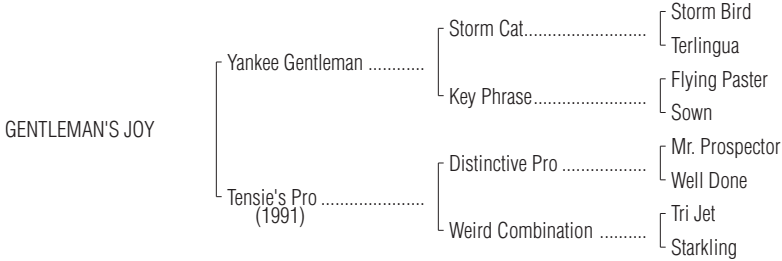 Storm Bird
Storm Cat..........................
Terlingua
Yankee Gentleman ............
Flying Paster
Key Phrase........................
Sown
GENTLEMAN'S JOY
Mr. Prospector
Distinctive Pro ..................
Well Done
Tensie's Pro ......................
(1991)
Tri Jet
Weird Combination ..........
Starkling